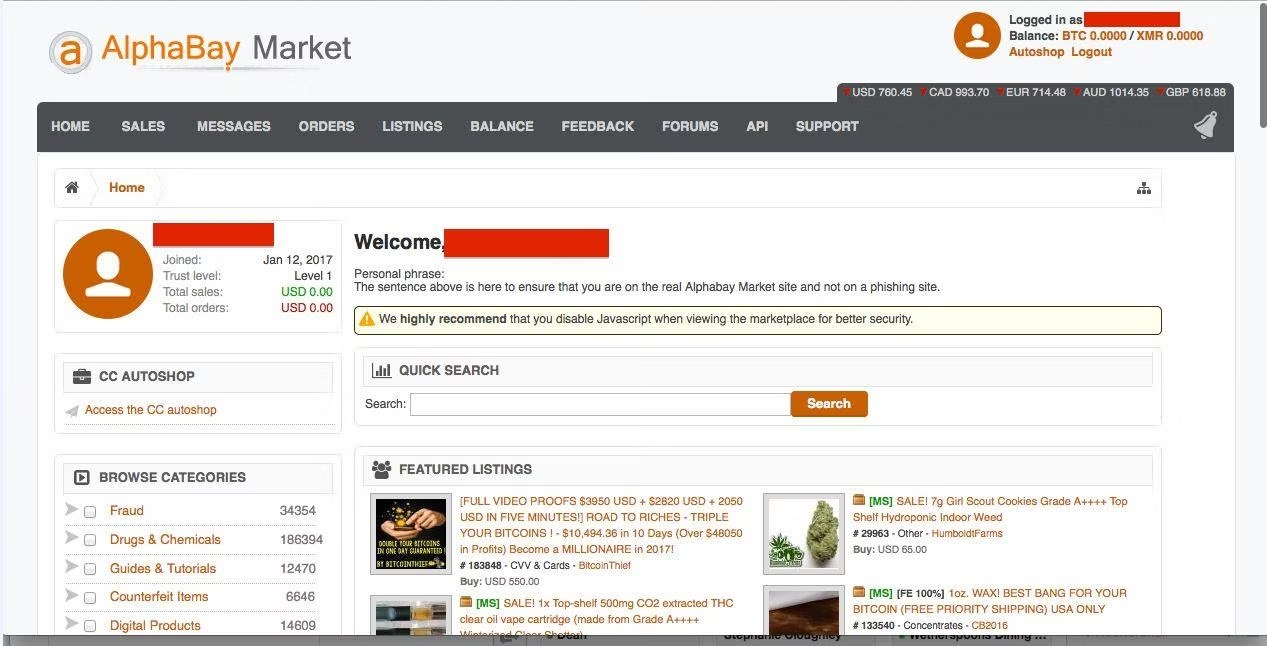 AlphaBay Market
Logged in as
Balance: BTC 0.0000 / XMR 0.0000
Autoshop Logout
USD 760.45 CAD 993.70 EUR 714.48 AUD 1014.35 GBP 618.88
HOME SALES MESSAGES ORDERS LISTINGS BALANCE FEEDBACK FORUMS API SUPPORT
Home
Joined: Jan 12, 2017
Trust level: Level 1
Total sales: USD 0.00
Total orders: USD 0.00
Welcome,
Personal phrase:
The sentence above is here to ensure that you are on the real Alphabay Market site and not on a phishing site.
We highly recommend that you disable Javascript when viewing the marketplace for better security.
CC AUTOSHOP
Access the CC autoshop
QUICK SEARCH
Search:
Search
BROWSE CATEGORIES
Fraud 34354
Drugs & Chemicals 186394
Guides & Tutorials 12470
Counterfeit Items 6646
Digital Products 14609
FEATURED LISTINGS
DOUBLE YOUR BITCOINS
IN ONE DAY GUARANTEED !
BY BITCOINTHIEF
[FULL VIDEO PROOFS $3950 USD + $2820 USD + 2050
USD IN FIVE MINUTES!] ROAD TO RICHES - TRIPLE
YOUR BITCOINS ! - $10,494.36 in 10 Days (Over $48050
in Profits) Become a MILLIONAIRE in 2017!
# 183848 - CVV & Cards - BitcoinThief
Buy: USD 550.00
[MS] SALE! 1x Top-shelf 500mg CO2 extracted THC
clear oil vape cartridge (made from Grade A++++
[MS] SALE! 7g Girl Scout Cookies Grade A++++ Top
Shelf Hydroponic Indoor Weed
# 29963 - Other - HumboldtFarms
Buy: USD 65.00
[MS] [FE 100%] 1oz. WAX! BEST BANG FOR YOUR
BITCOIN (FREE PRIORITY SHIPPING) USA ONLY
# 133540 - Concentrates - CB2016